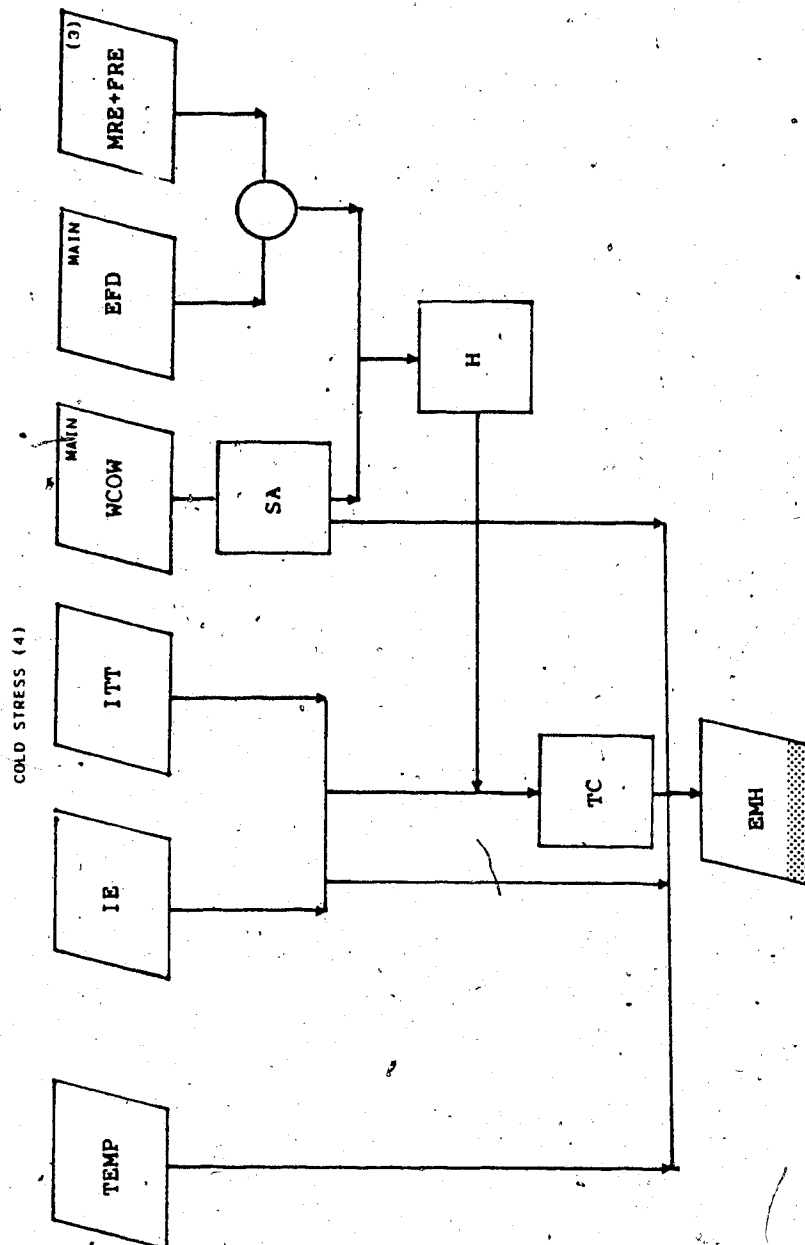 COLD STRESS (4)
TEMP
IE
ITT
MAIN
WCOW
MAIN
EFD
(3)
MRE+PRE
SA
H
TC
EMH